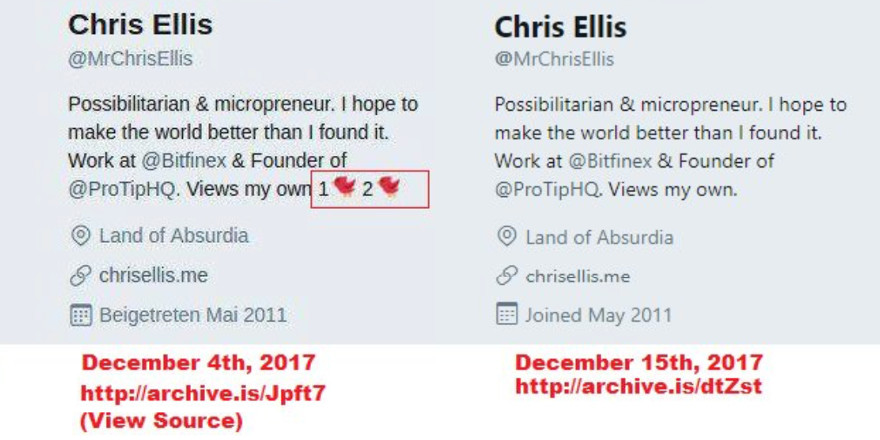 Chris Ellis
@MrChrisEllis
Possibilitarian & micropreneur. I hope to
make the world better than I found it.
Work at @Bitfinex & Founder of
@ProTipHQ. Views my own 1🐦 2🐦
Land of Absurdia
chrisellis.me
Beigetreten Mai 2011
December 4th, 2017
http://archive.is/Jpft7
(View Source)
Chris Ellis
@MrChrisEllis
Possibilitarian & micropreneur. I hope to
make the world better than I found it.
Work at @Bitfinex & Founder of
@ProTipHQ. Views my own.
Land of Absurdia
chrisellis.me
Joined May 2011
December 15th, 2017
http://archive.is/dtZst